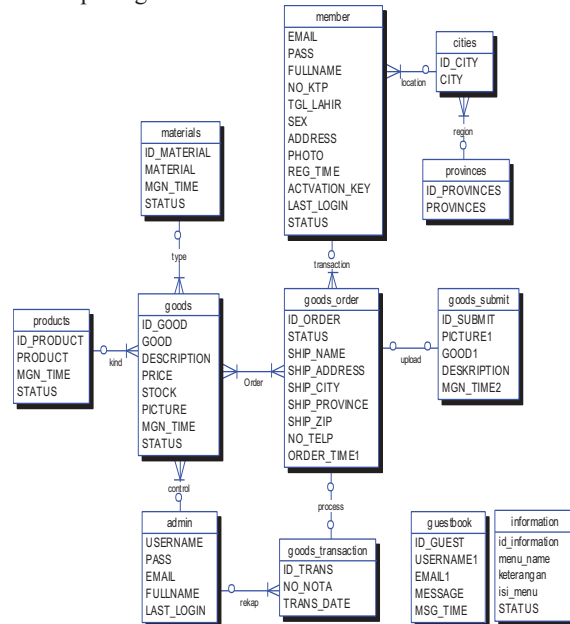 member
EMAIL
PASS
FULLNAME
NO_KTP
TGL_LAHIR
SEX
ADDRESS
PHOTO
REG_TIME
ACTVATION_KEY
LAST_LOGIN
STATUS
location
cities
ID_CITY
CITY
region
provinces
ID_PROVINCES
PROVINCES
materials
ID_MATERIAL
MATERIAL
MGN_TIME
STATUS
type
transaction
products
ID_PRODUCT
PRODUCT
MGN_TIME
STATUS
kind
goods
ID_GOOD
GOOD
DESCRIPTION
PRICE
STOCK
PICTURE
MGN_TIME
STATUS
Order
goods_order
ID_ORDER
STATUS
SHIP_NAME
SHIP_ADDRESS
SHIP_CITY
SHIP_PROVINCE
SHIP_ZIP
NO_TELP
ORDER_TIME1
upload
goods_submit
ID_SUBMIT
PICTURE1
GOOD1
DESKRIPTION
MGN_TIME2
control
process
admin
USERNAME
PASS
EMAIL
FULLNAME
LAST_LOGIN
rekap
goods_transaction
ID_TRANS
NO_NOTA
TRANS_DATE
guestbook
ID_GUEST
USERNAME1
EMAIL1
MESSAGE
MSG_TIME
information
id_information
menu_name
keterangan
isi_menu
STATUS